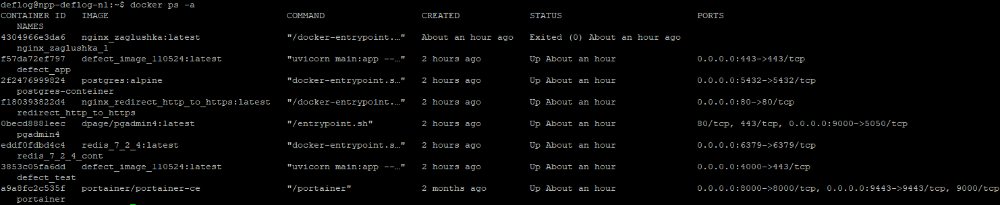 deflog@npp-deflog-nl:~$ docker ps -a
CONTAINER ID   IMAGE                                 COMMAND                  CREATED             STATUS                         PORTS
   NAMES
4304966e3da6   nginx_zaglushka:latest                "/docker-entrypoint.…"   About an hour ago   Exited (0) About an hour ago
   nginx_zaglushka_1
f57da72ef797   defect_image_110524:latest            "uvicorn main:app --…"   2 hours ago         Up About an hour               0.0.0.0:443->443/tcp
   defect_app
2f2476999824   postgres:alpine                       "docker-entrypoint.s…"   2 hours ago         Up About an hour               0.0.0.0:5432->5432/tcp
   postgres-container
f180393822d4   nginx_redirect_http_to_https:latest   "/docker-entrypoint.…"   2 hours ago         Up About an hour               0.0.0.0:80->80/tcp
   redirect_http_to_https
0becd8881eec   dpage/pgadmin4:latest                 "/entrypoint.sh"         2 hours ago         Up About an hour               80/tcp, 443/tcp, 0.0.0.0:9000->5050/tcp
   pgadmin4
eddf0fdbd4c4   redis_7_2_4:latest                    "docker-entrypoint.s…"   2 hours ago         Up About an hour               0.0.0.0:6379->6379/tcp
   redis_7_2_4_cont
3853c05fa6dd   defect_image_110524:latest            "uvicorn main:app --…"   2 hours ago         Up About an hour               0.0.0.0:4000->443/tcp
   defect_test
a9a8fc2c535f   portainer/portainer-ce                "/portainer"             2 months ago        Up About an hour               0.0.0.0:8000->8000/tcp, 0.0.0.0:9443->9443/tcp, 9000/tcp
   portainer